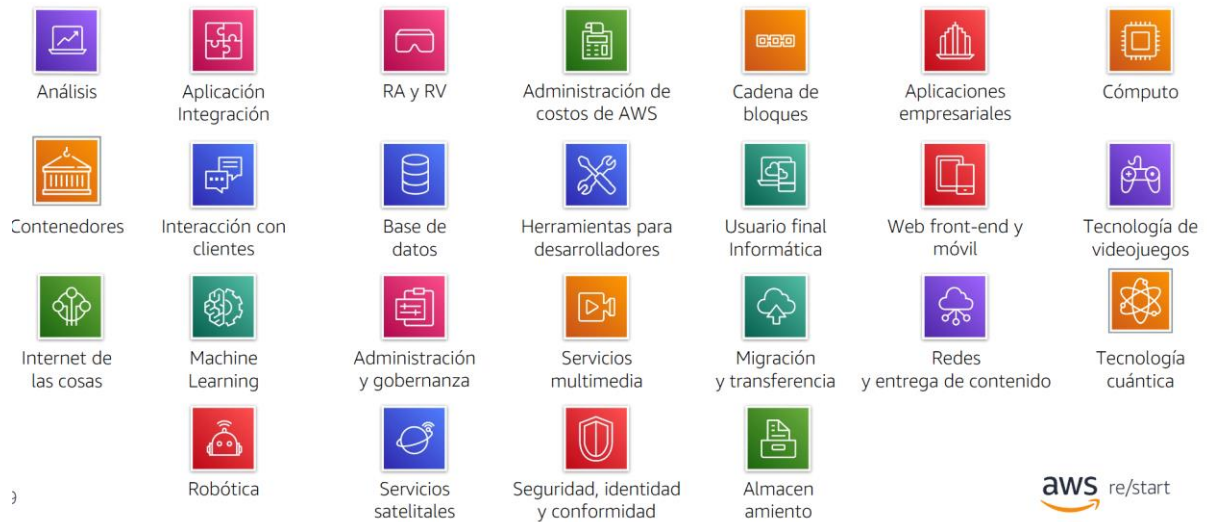 Análisis
Aplicación
Integración
RA y RV
Administración de
costos de AWS
Cadena de
bloques
Aplicaciones
empresariales
Cómputo
Contenedores
Interacción con
clientes
Base de
datos
Herramientas para
desarrolladores
Usuario final
Informática
Web front-end y
móvil
Tecnología de
videojuegos
Internet de
las cosas
Machine
Learning
Administración
y gobernanza
Servicios
multimedia
Migración
y transferencia
Redes
y entrega de contenido
Tecnología
cuántica
Robótica
Servicios
satelitales
Seguridad, identidad
y conformidad
Almacen
amiento
aws re/start